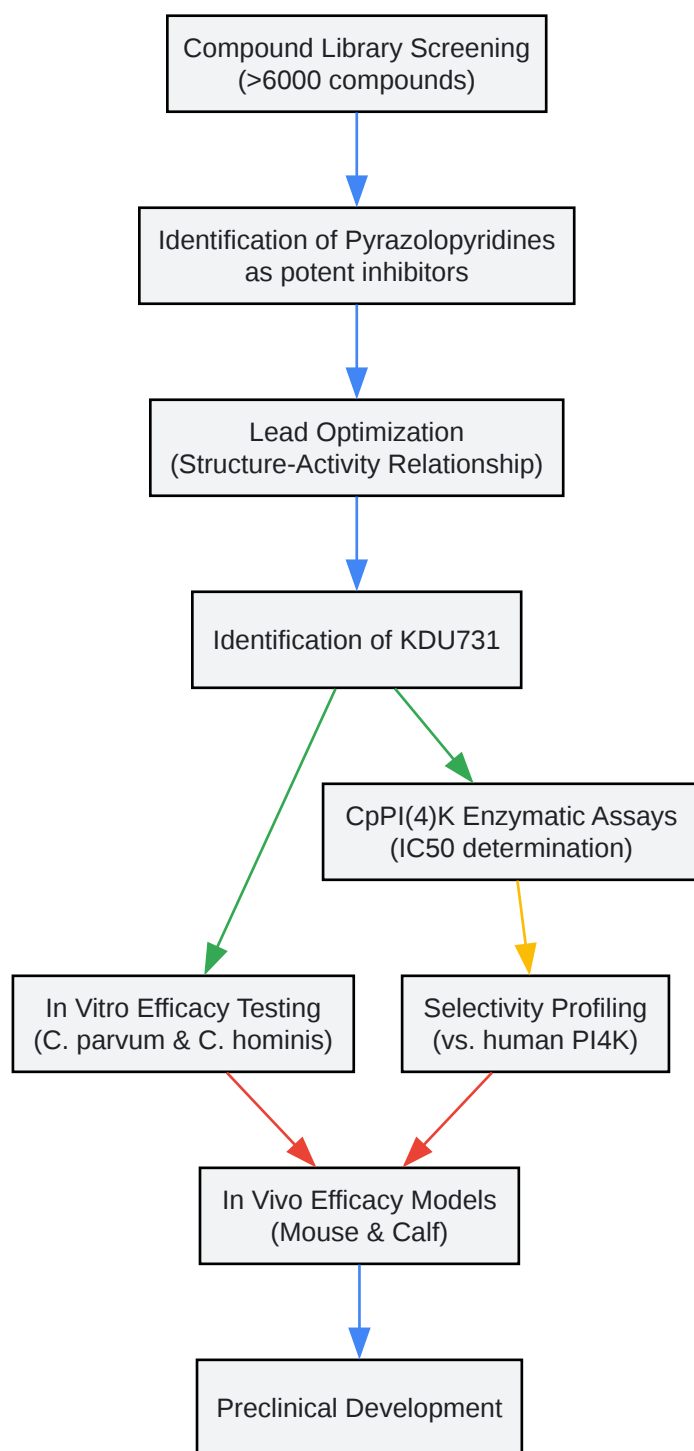 Compound Library Screening
(>6000 compounds)
Identification of Pyrazolopyridines
as potent inhibitors
Lead Optimization
(Structure-Activity Relationship)
Identification of KDU731
CpPI(4)K Enzymatic Assays
(IC50 determination)
In Vitro Efficacy Testing
(C. parvum & C. hominis)
Selectivity Profiling
(vs. human PI4K)
In Vivo Efficacy Models
(Mouse & Calf)
Preclinical Development